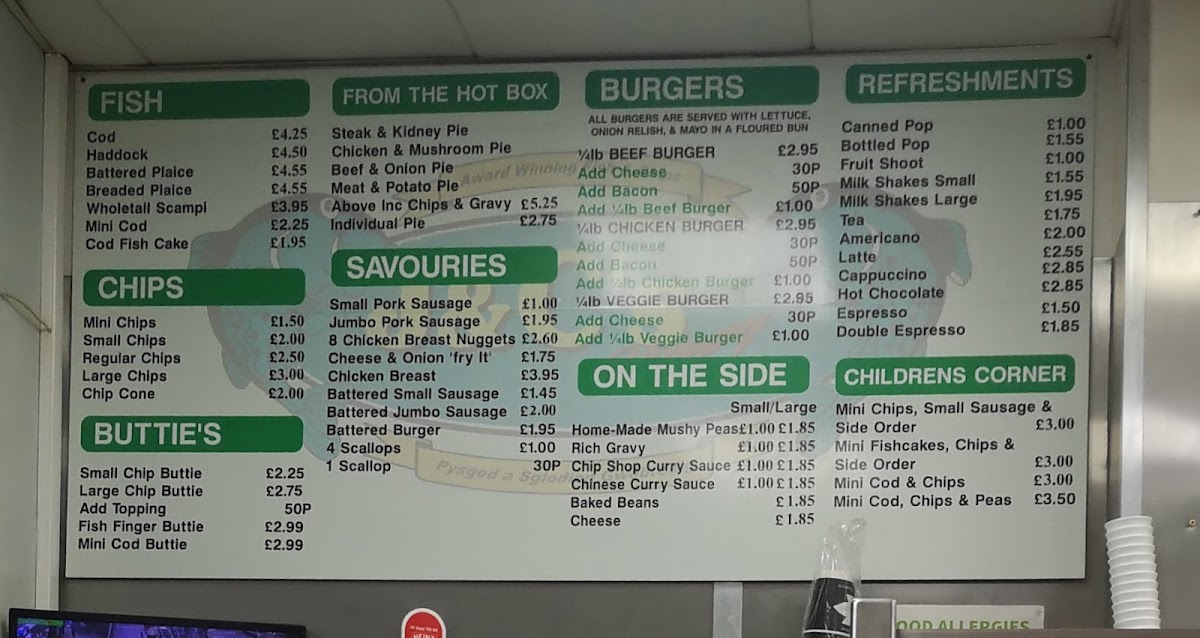 FISH
Cod £4.25
Haddock £4.50
Battered Plaice £4.55
Breaded Plaice £4.55
Wholetail Scampi £3.95
Mini Cod £2.25
Cod Fish Cake £1.95
CHIPS
Mini Chips £1.50
Small Chips £2.00
Regular Chips £2.50
Large Chips £3.00
Chip Cone £2.00
BUTTIE'S
Small Chip Buttie £2.25
Large Chip Buttie £2.75
Add Topping 50P
Fish Finger Buttie £2.99
Mini Cod Buttie £2.99
FROM THE HOT BOX
Steak & Kidney Pie
Chicken & Mushroom Pie
Beef & Onion Pie
Meat & Potato Pie
Above Inc Chips & Gravy £5.25
Individual Pie £2.75
SAVOURIES
Small Pork Sausage £1.00
Jumbo Pork Sausage £1.95
8 Chicken Breast Nuggets £2.60
Cheese & Onion 'fry It' £1.75
Chicken Breast £3.95
Battered Small Sausage £1.45
Battered Jumbo Sausage £2.00
Battered Burger £1.95
4 Scallops £1.00
1 Scallop 30P
BURGERS
ALL BURGERS ARE SERVED WITH LETTUCE,
ONION RELISH, & MAYO IN A FLOURED BUN
¼lb BEEF BURGER £2.95
Add Cheese 30P
Add Bacon 50P
Add ¼lb Beef Burger £1.00
¼lb CHICKEN BURGER £2.95
Add Cheese 30P
Add Bacon 50P
Add ¼lb Chicken Burger £1.00
¼lb VEGGIE BURGER £2.95
Add Cheese 30P
Add ¼lb Veggie Burger £1.00
ON THE SIDE
Small/Large
Home-Made Mushy Peas £1.00 £1.85
Rich Gravy £1.00 £1.85
Chip Shop Curry Sauce £1.00 £1.85
Chinese Curry Sauce £1.00 £1.85
Baked Beans £1.85
Cheese £1.85
REFRESHMENTS
Canned Pop £1.00
Bottled Pop £1.55
Fruit Shoot £1.00
Milk Shakes Small £1.55
Milk Shakes Large £1.95
Tea £1.75
Americano £2.00
Latte £2.55
Cappuccino £2.85
Hot Chocolate £2.85
Espresso £1.50
Double Espresso £1.85
CHILDRENS CORNER
Mini Chips, Small Sausage &
Side Order £3.00
Mini Fishcakes, Chips &
Side Order £3.00
Mini Cod & Chips £3.00
Mini Cod, Chips & Peas £3.50
Award Winning
Pysgod a Sglodion
OOD ALLERGIES